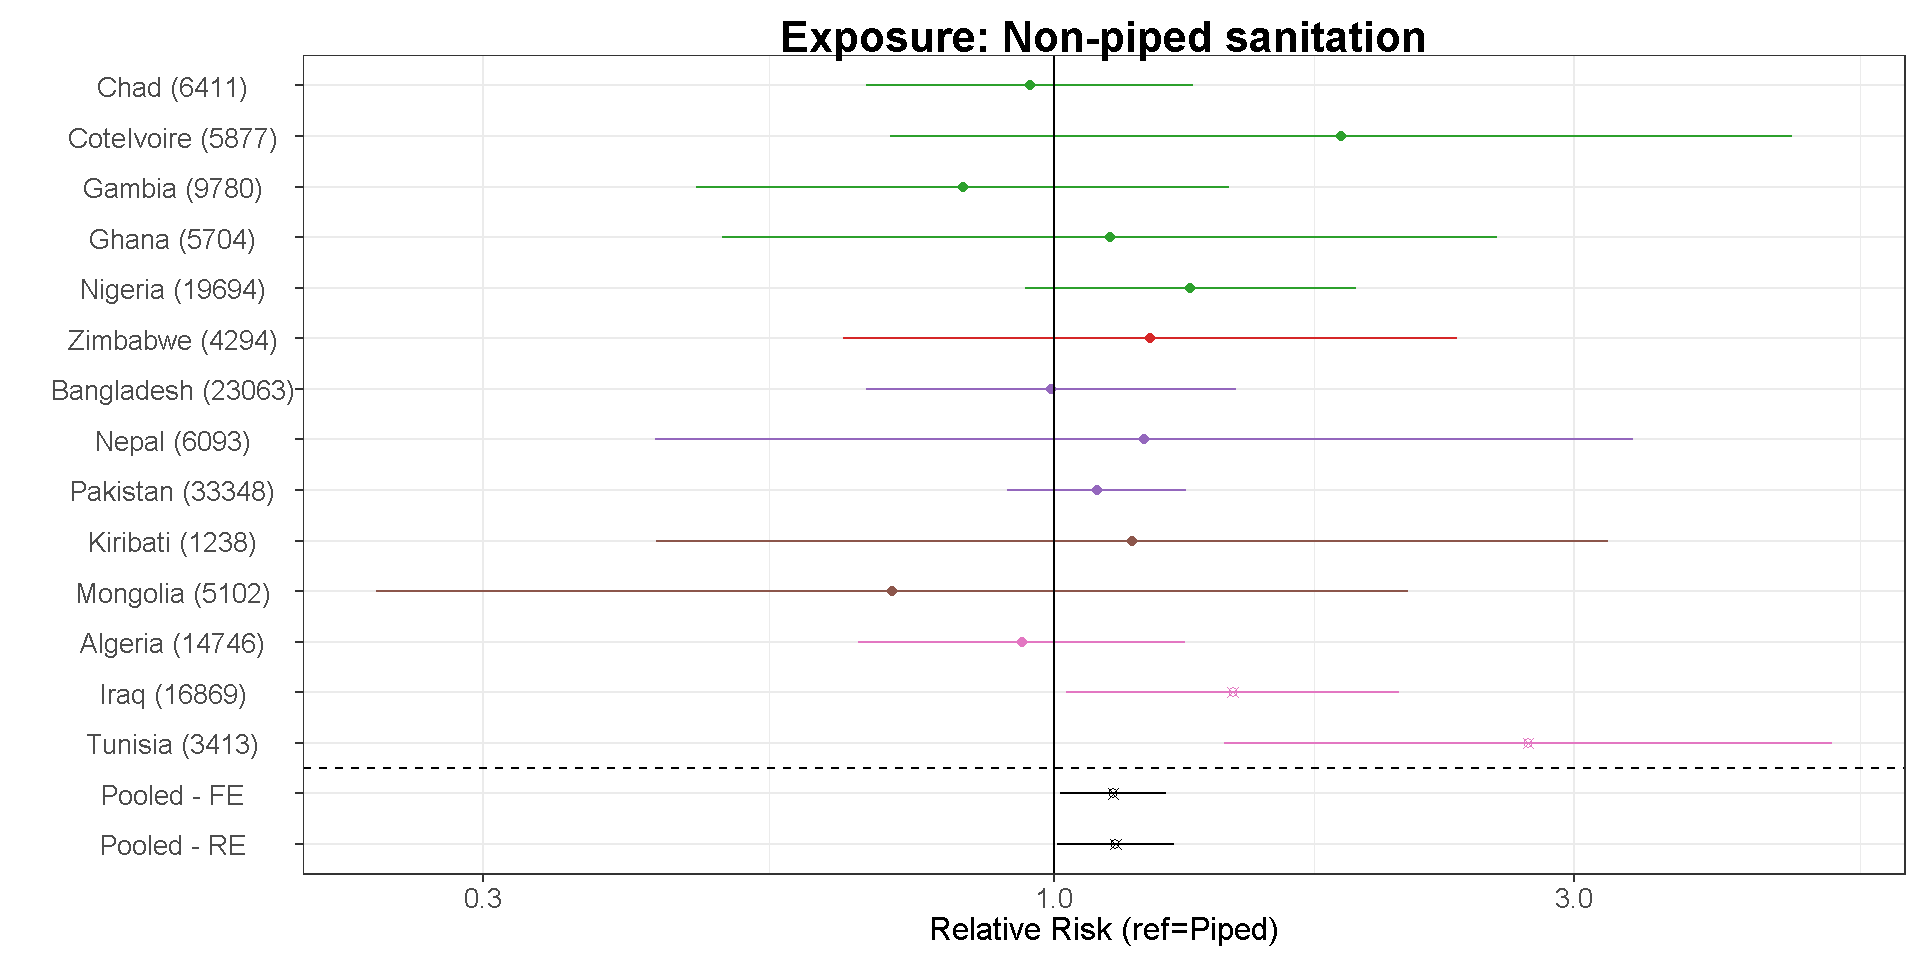 Exposure: Non-piped sanitation
Chad (6411)
CoteIvoire (5877)
Gambia (9780)
Ghana (5704)
Nigeria (19694)
Zimbabwe (4294)
Bangladesh (23063)
Nepal (6093)
Pakistan (33348)
Kiribati (1238)
Mongolia (5102)
Algeria (14746)
Iraq (16869)
Tunisia (3413)
Pooled - FE
Pooled - RE
0.3 1.0 3.0
Relative Risk (ref=Piped)